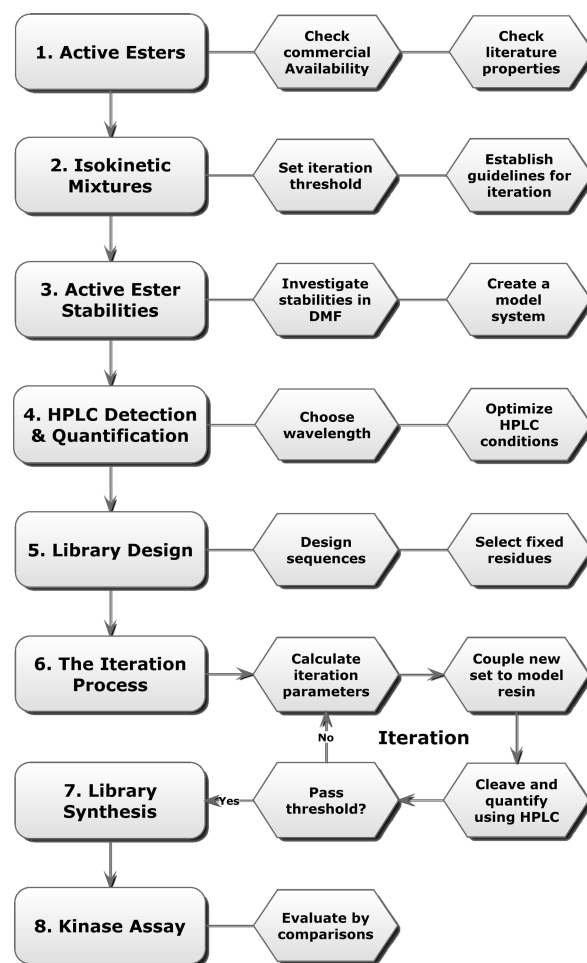 1. Active Esters
Check
commercial
Availability
Check
literature
properties
2. Isokinetic
Mixtures
Set iteration
threshold
Establish
guidelines for
iteration
3. Active Ester
Stabilities
Investigate
stabilities in
DMF
Create a
model
system
4. HPLC Detection
& Quantification
Choose
wavelength
Optimize
HPLC
conditions
5. Library Design
Design
sequences
Select fixed
residues
6. The Iteration
Process
Calculate
iteration
parameters
Couple new
set to model
resin
No
Iteration
7. Library
Synthesis
Yes
Pass
threshold?
Cleave and
quantify
using HPLC
8. Kinase Assay
Evaluate by
comparisons